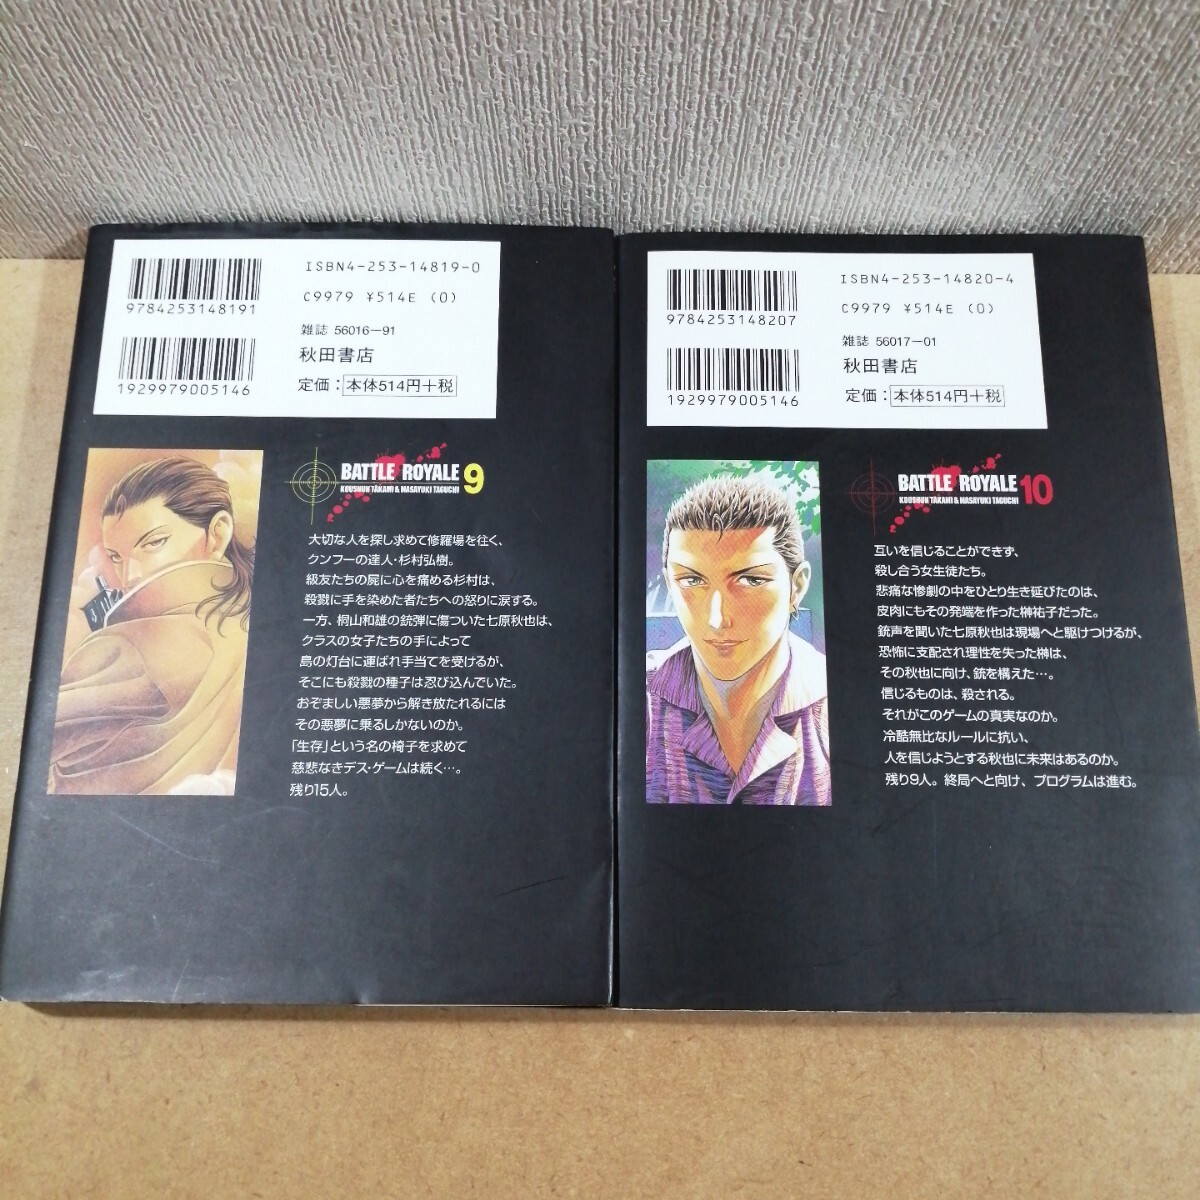 ISBN4-253-14819-0
C9979 ¥514E (0)
9784253148191
雑誌 56016-91
秋田書店
1929979005146
定価：本体514円+税
BATTLE ROYALE 9
KOUSHUN TAKAMI & MASAYUKI TAGUCHI
大切な人を探し求めて修羅場を往く、
クンフーの達人・杉村弘樹。
級友たちの屍に心を痛める杉村は、
殺戮に手を染めた者たちへの怒りに涙する。
一方、桐山和雄の銃弾に傷ついた七原秋也は、
クラスの女子たちの手によって
島の灯台に運ばれ手当てを受けるが、
そこにも殺戮の種子は忍び込んでいた。
おぞましい悪夢から解き放たれるには
その悪夢に乗るしかないのか。
「生存」という名の椅子を求めて
慈悲なきデス・ゲームは続く…。
残り15人。
ISBN4-253-14820-4
C9979 ¥514E (0)
9784253148207
雑誌 56017-01
秋田書店
1929979005146
定価：本体514円+税
BATTLE ROYALE 10
KOUSHUN TAKAMI & MASAYUKI TAGUCHI
互いを信じることができず、
殺し合う女生徒たち。
悲痛な惨劇の中をひとり生き延びたのは、
皮肉にもその発端を作った榊祐子だった。
銃声を聞いた七原秋也は現場へと駆けつけるが、
恐怖に支配され理性を失った榊は、
その秋也に向け、銃を構えた…。
信じるものは、殺される。
それがこのゲームの真実なのか。
冷酷無比なルールに抗い、
人を信じようとする秋也に未来はあるのか。
残り9人。終局へと向け、プログラムは進む。